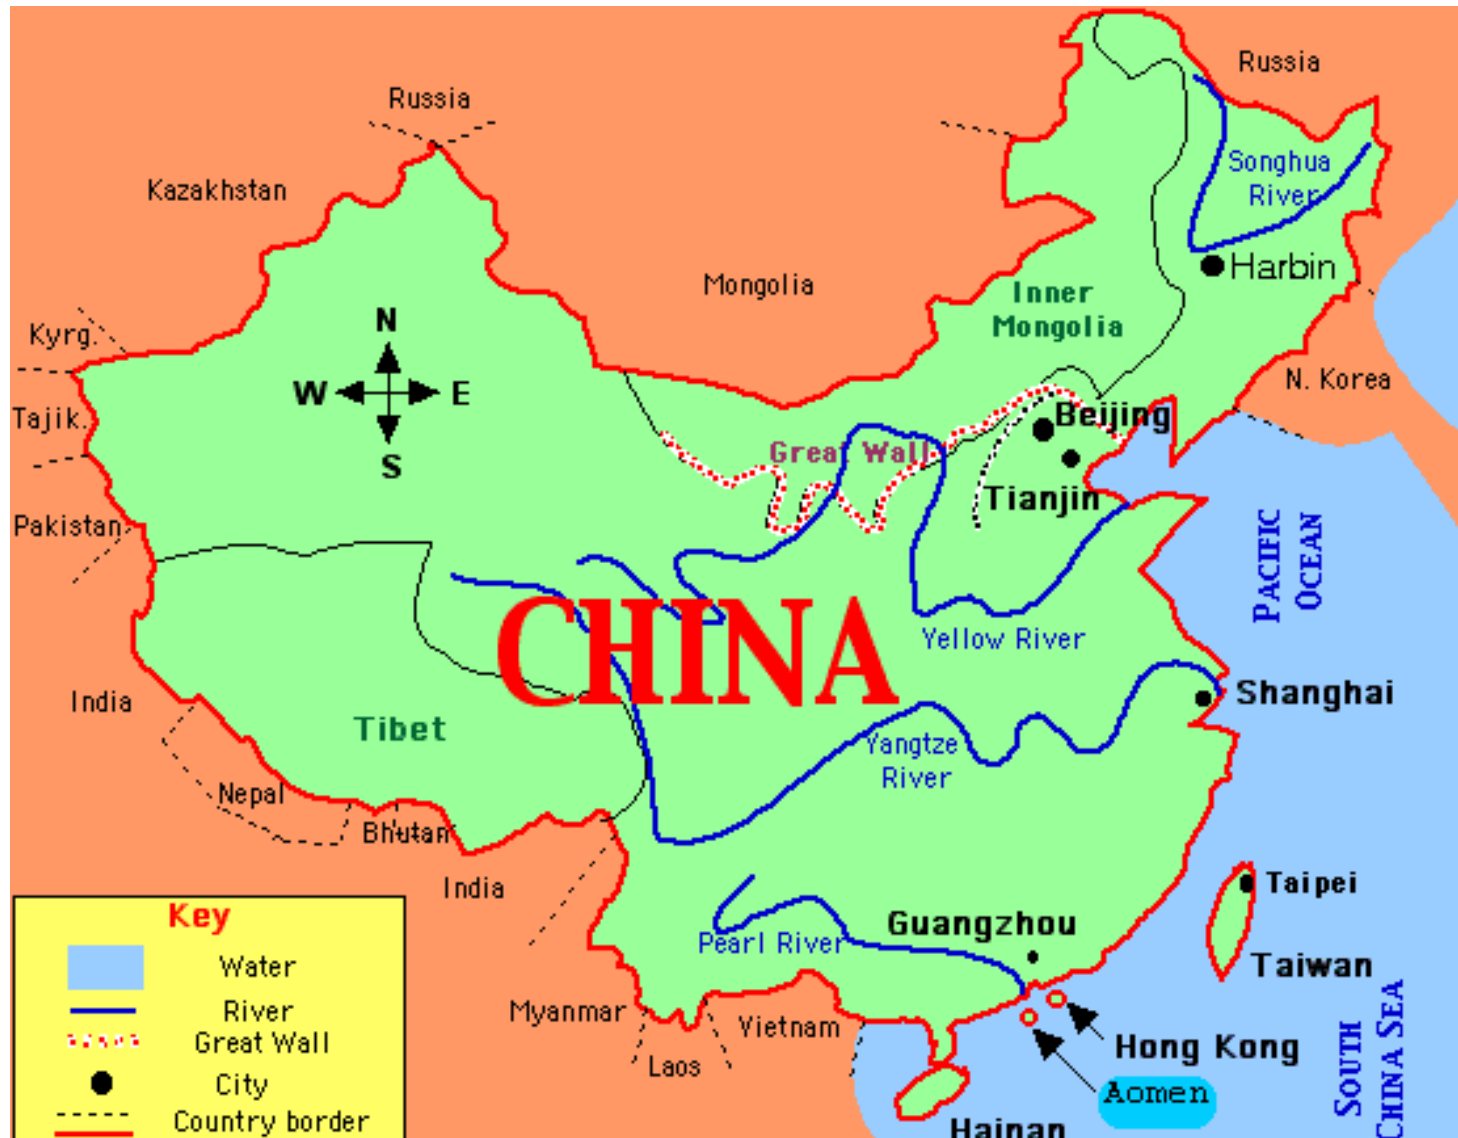 Russia
Russia
Kazakhstan
Songhua
River
Harbin
Mongolia
Inner
Mongolia
N
W E
S
Kyrg.
Tajik.
N. Korea
Beijing
Great Wall
Tianjin
Pakistan
PACIFIC
OCEAN
CHINA
Yellow River
India
Tibet
Shanghai
Yangtze
River
Nepal
Bhutan
India
Taipei
Guangzhou
Pearl River
Taiwan
Myanmar
Vietnam
Laos
Hong Kong
Aomen
Hainan
SOUTH
CHINA SEA
Key
Water
River
Great Wall
City
Country border